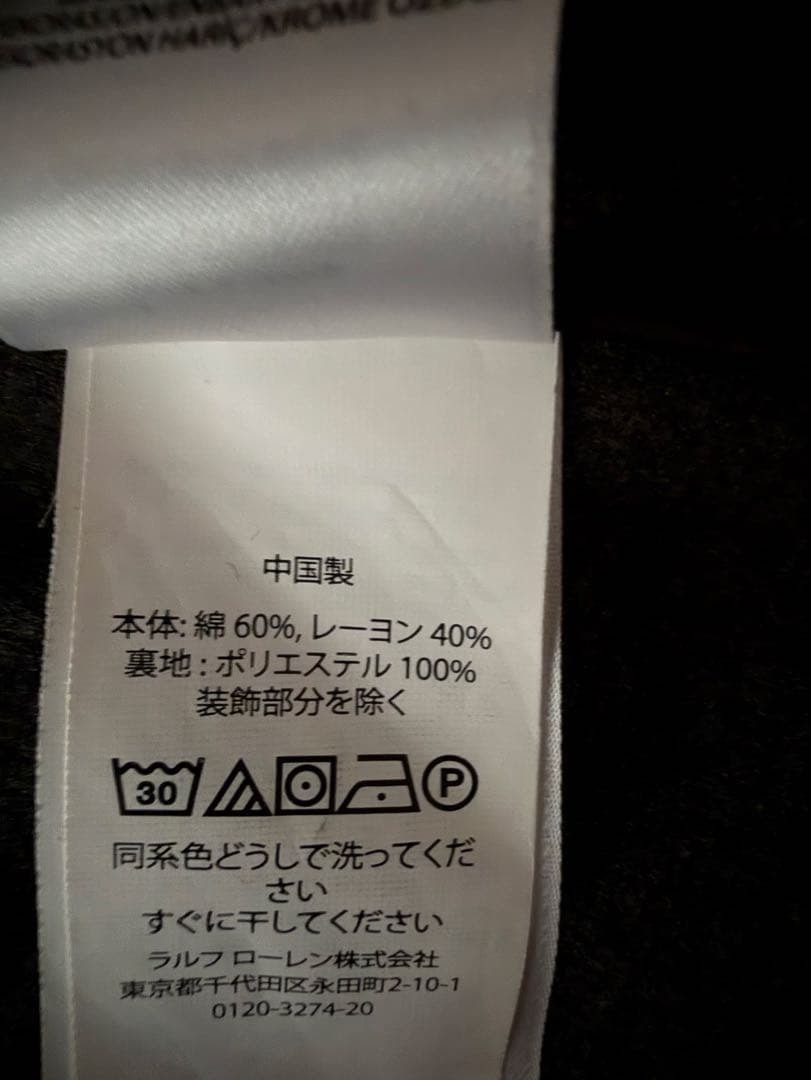 中国製
本体: 綿 60%, レーヨン 40%
裏地 : ポリエステル 100%
装飾部分を除く
30 P
同系色どうしで洗ってくだ
さい
すぐに干してください
ラルフ ローレン株式会社
東京都千代田区永田町2-10-1
0120-3274-20